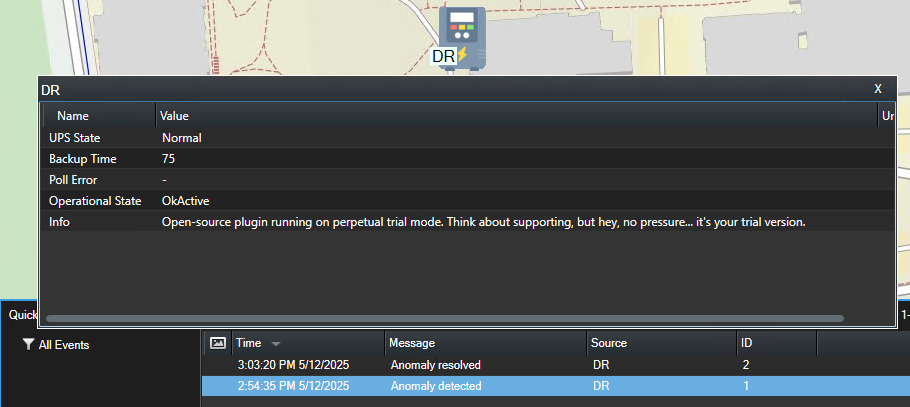 DR
DR X
Name Value Ur
UPS State Normal
Backup Time 75
Poll Error -
Operational State OkActive
Info Open-source plugin running on perpetual trial mode. Think about supporting, but hey, no pressure... it's your trial version.
Quick 1-
All Events
Time Message Source ID
3:03:20 PM 5/12/2025 Anomaly resolved DR 2
2:54:35 PM 5/12/2025 Anomaly detected DR 1